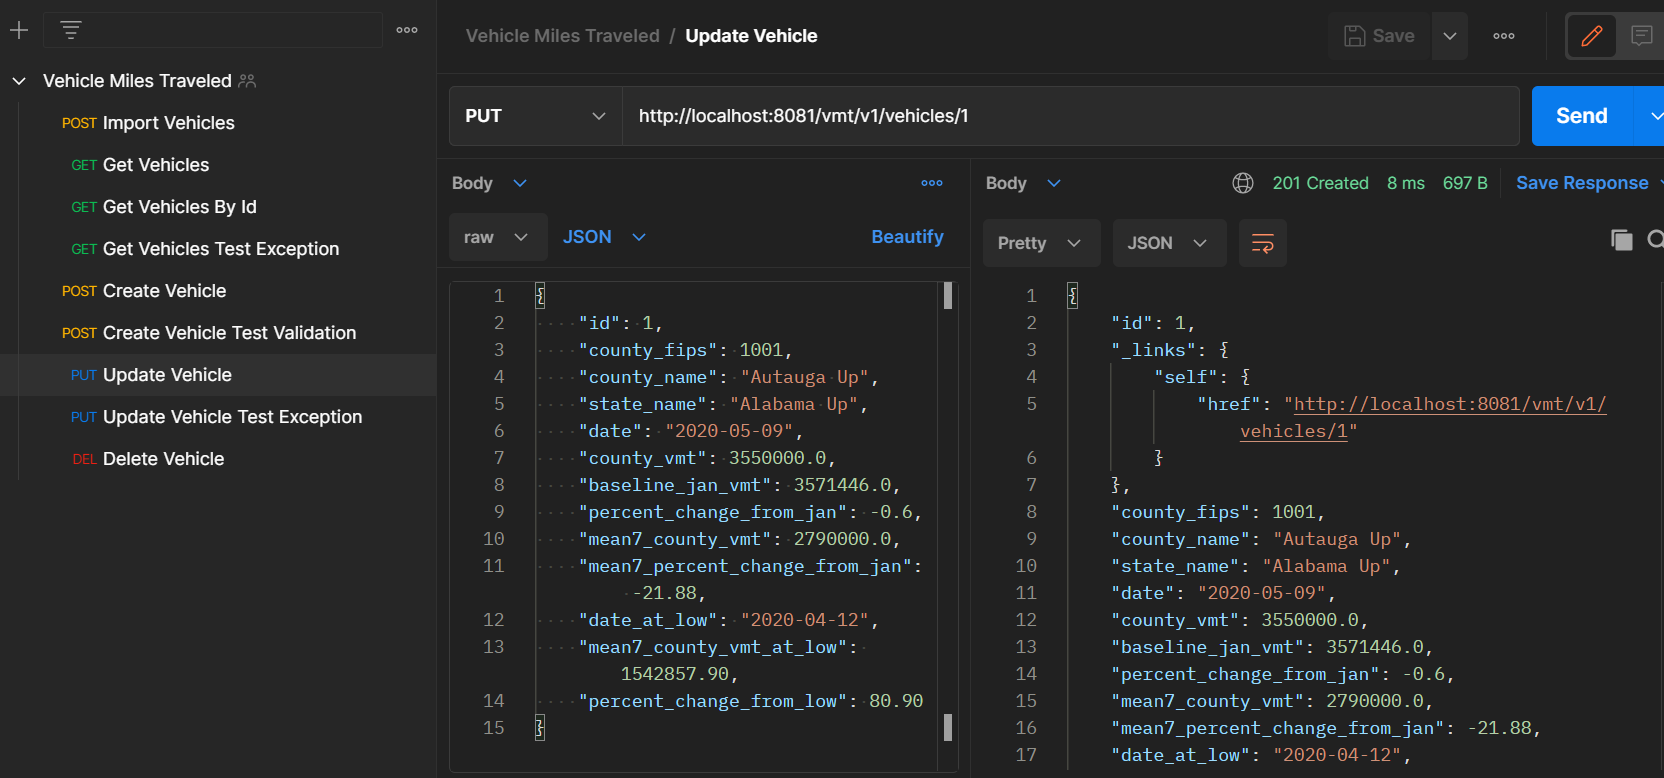 Vehicle Miles Traveled
POST Import Vehicles
GET Get Vehicles
GET Get Vehicles By Id
GET Get Vehicles Test Exception
POST Create Vehicle
POST Create Vehicle Test Validation
PUT Update Vehicle
PUT Update Vehicle Test Exception
DEL Delete Vehicle
Vehicle Miles Traveled / Update Vehicle
Save
PUT
http://localhost:8081/vmt/v1/vehicles/1
Send
Body
raw
JSON
Beautify
1 {
2 "id": 1,
3 "county_fips": 1001,
4 "county_name": "Autauga Up",
5 "state_name": "Alabama Up",
6 "date": "2020-05-09",
7 "county_vmt": 3550000.0,
8 "baseline_jan_vmt": 3571446.0,
9 "percent_change_from_jan": -0.6,
10 "mean7_county_vmt": 2790000.0,
11 "mean7_percent_change_from_jan":
-21.88,
12 "date_at_low": "2020-04-12",
13 "mean7_county_vmt_at_low":
1542857.90,
14 "percent_change_from_low": 80.90
15 }
Body
201 Created 8 ms 697 B
Save Response
Pretty
JSON
1 {
2 "id": 1,
3 "_links": {
4 "self": {
5 "href": "http://localhost:8081/vmt/v1/
vehicles/1"
6 }
7 },
8 "county_fips": 1001,
9 "county_name": "Autauga Up",
10 "state_name": "Alabama Up",
11 "date": "2020-05-09",
12 "county_vmt": 3550000.0,
13 "baseline_jan_vmt": 3571446.0,
14 "percent_change_from_jan": -0.6,
15 "mean7_county_vmt": 2790000.0,
16 "mean7_percent_change_from_jan": -21.88,
17 "date_at_low": "2020-04-12",